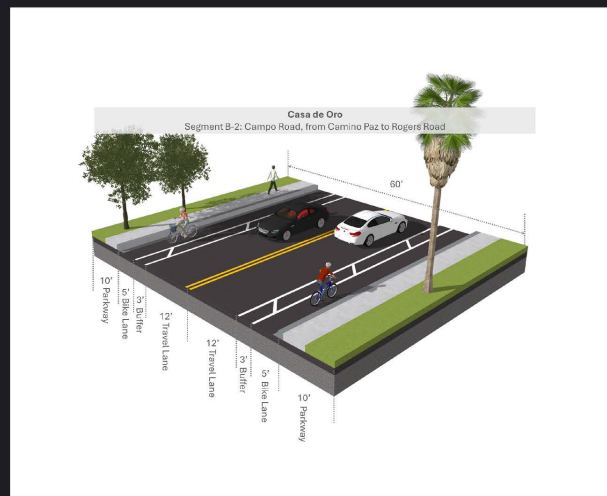 Casa de Oro
Segment B-2: Campo Road, from Camino Paz to Rogers Road
60'
10' Parkway
5' Bike Lane
3' Buffer
12' Travel Lane
12' Travel Lane
3' Buffer
5' Bike Lane
10' Parkway